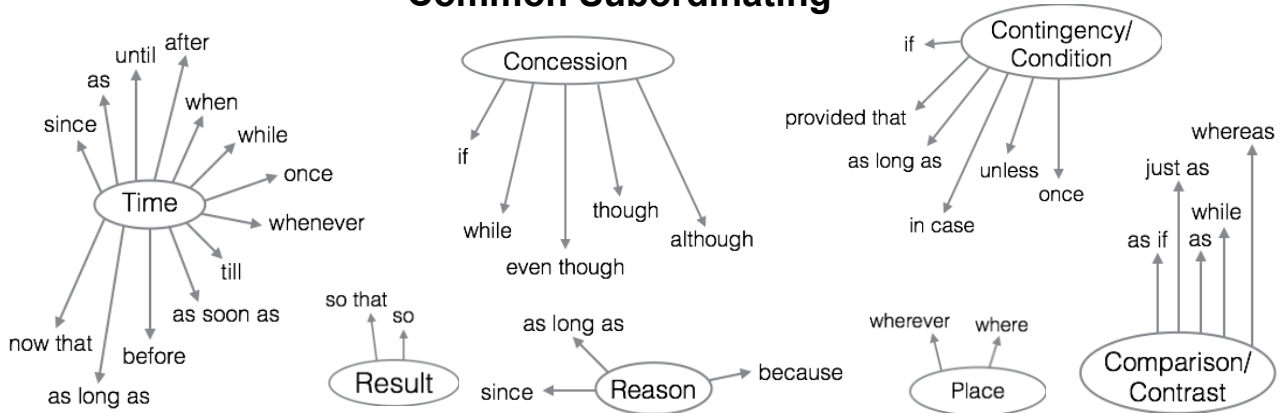 Common Subordinating
after
until
as
when
since
while
once
Time
whenever
till
as soon as
now that
before
as long as
Concession
if
while
though
although
even though
Contingency/
Condition
if
provided that
as long as
unless
once
in case
whereas
just as
while
as if
as
Comparison/
Contrast
so that
so
Result
as long as
because
since
Reason
wherever
where
Place